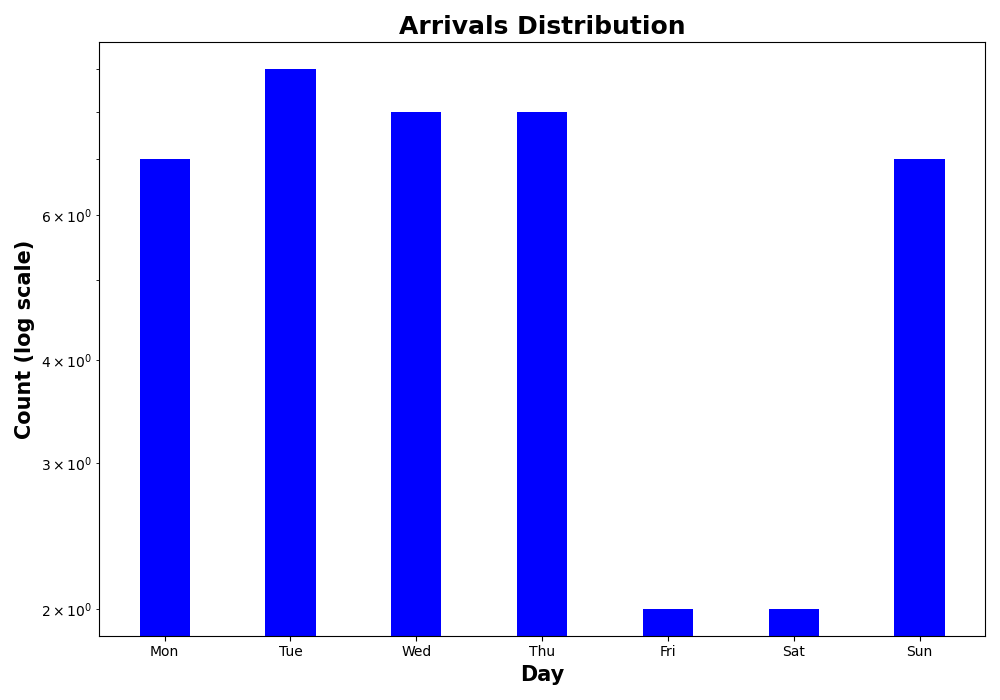 Arrivals Distribution
Count (log scale)
6 × 10⁰
4 × 10⁰
3 × 10⁰
2 × 10⁰
Mon Tue Wed Thu Fri Sat Sun
Day